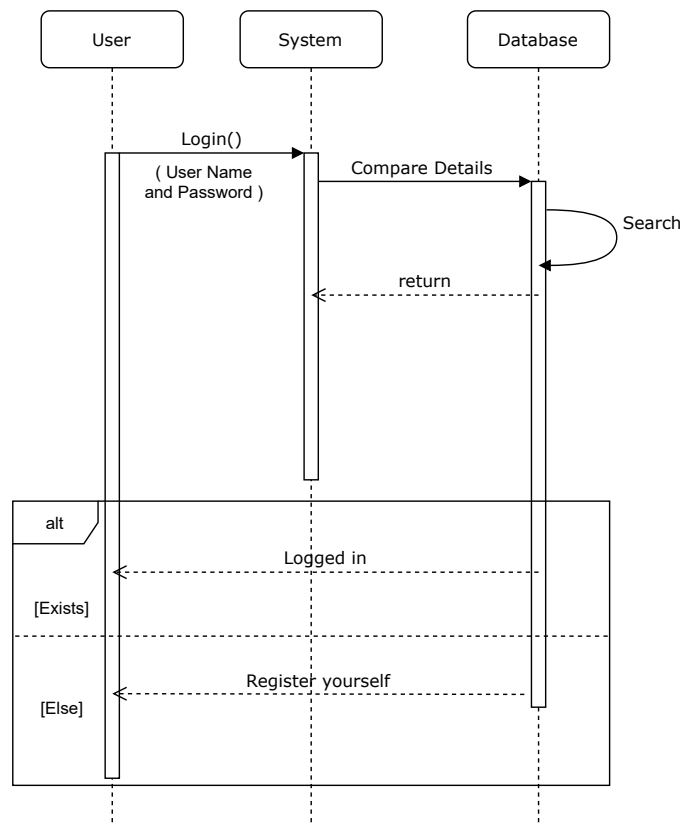 User
System
Database
Login()
( User Name
and Password )
Compare Details
Search
return
alt
Logged in
[Exists]
Register yourself
[Else]